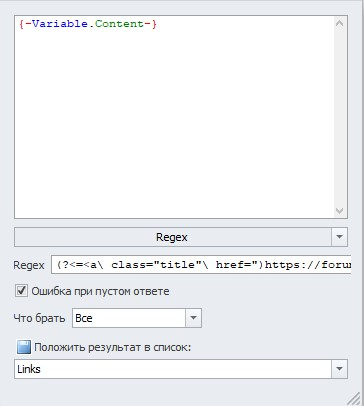 {-Variable.Content-}
Regex
Regex (?<=<a\ class="title"\ href=")https://forum
Ошибка при пустом ответе
Что брать Все
Положить результат в список:
Links